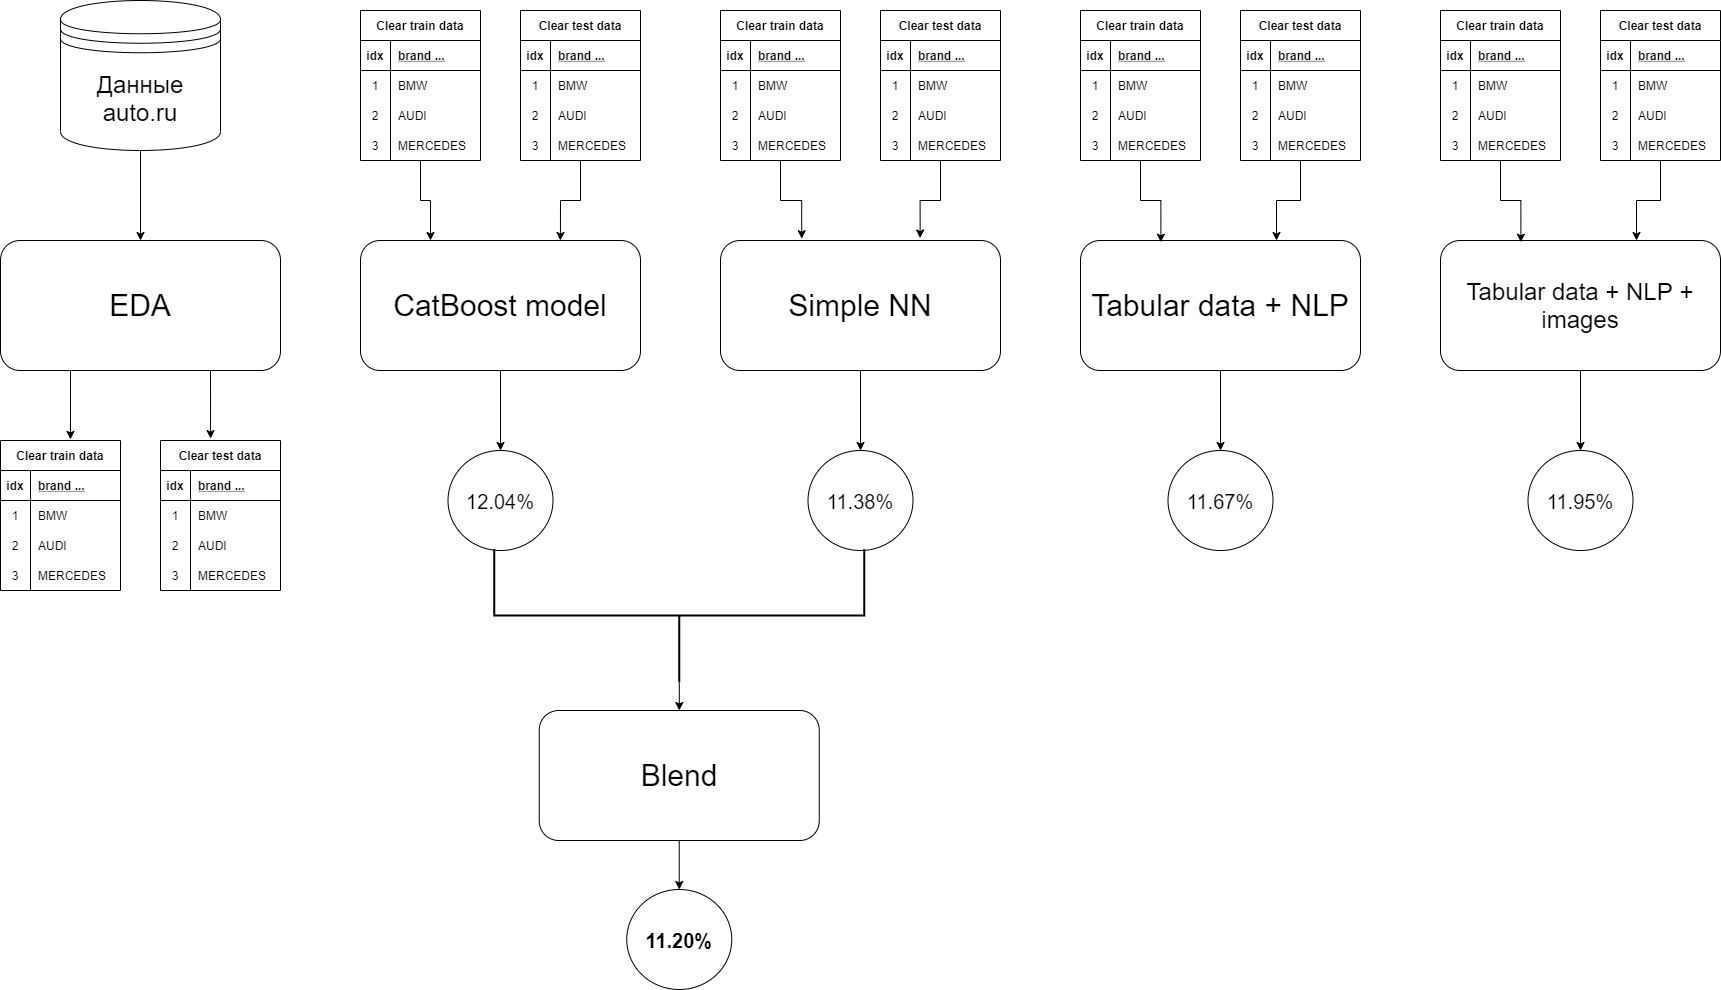 Данные
auto.ru
EDA
Clear train data
idx brand ...
1 BMW
2 AUDI
3 MERCEDES
Clear test data
idx brand ...
1 BMW
2 AUDI
3 MERCEDES
Clear train data
idx brand ...
1 BMW
2 AUDI
3 MERCEDES
Clear test data
idx brand ...
1 BMW
2 AUDI
3 MERCEDES
CatBoost model
12.04%
Clear train data
idx brand ...
1 BMW
2 AUDI
3 MERCEDES
Clear test data
idx brand ...
1 BMW
2 AUDI
3 MERCEDES
Simple NN
11.38%
Blend
11.20%
Clear train data
idx brand ...
1 BMW
2 AUDI
3 MERCEDES
Clear test data
idx brand ...
1 BMW
2 AUDI
3 MERCEDES
Tabular data + NLP
11.67%
Clear train data
idx brand ...
1 BMW
2 AUDI
3 MERCEDES
Clear test data
idx brand ...
1 BMW
2 AUDI
3 MERCEDES
Tabular data + NLP +
images
11.95%